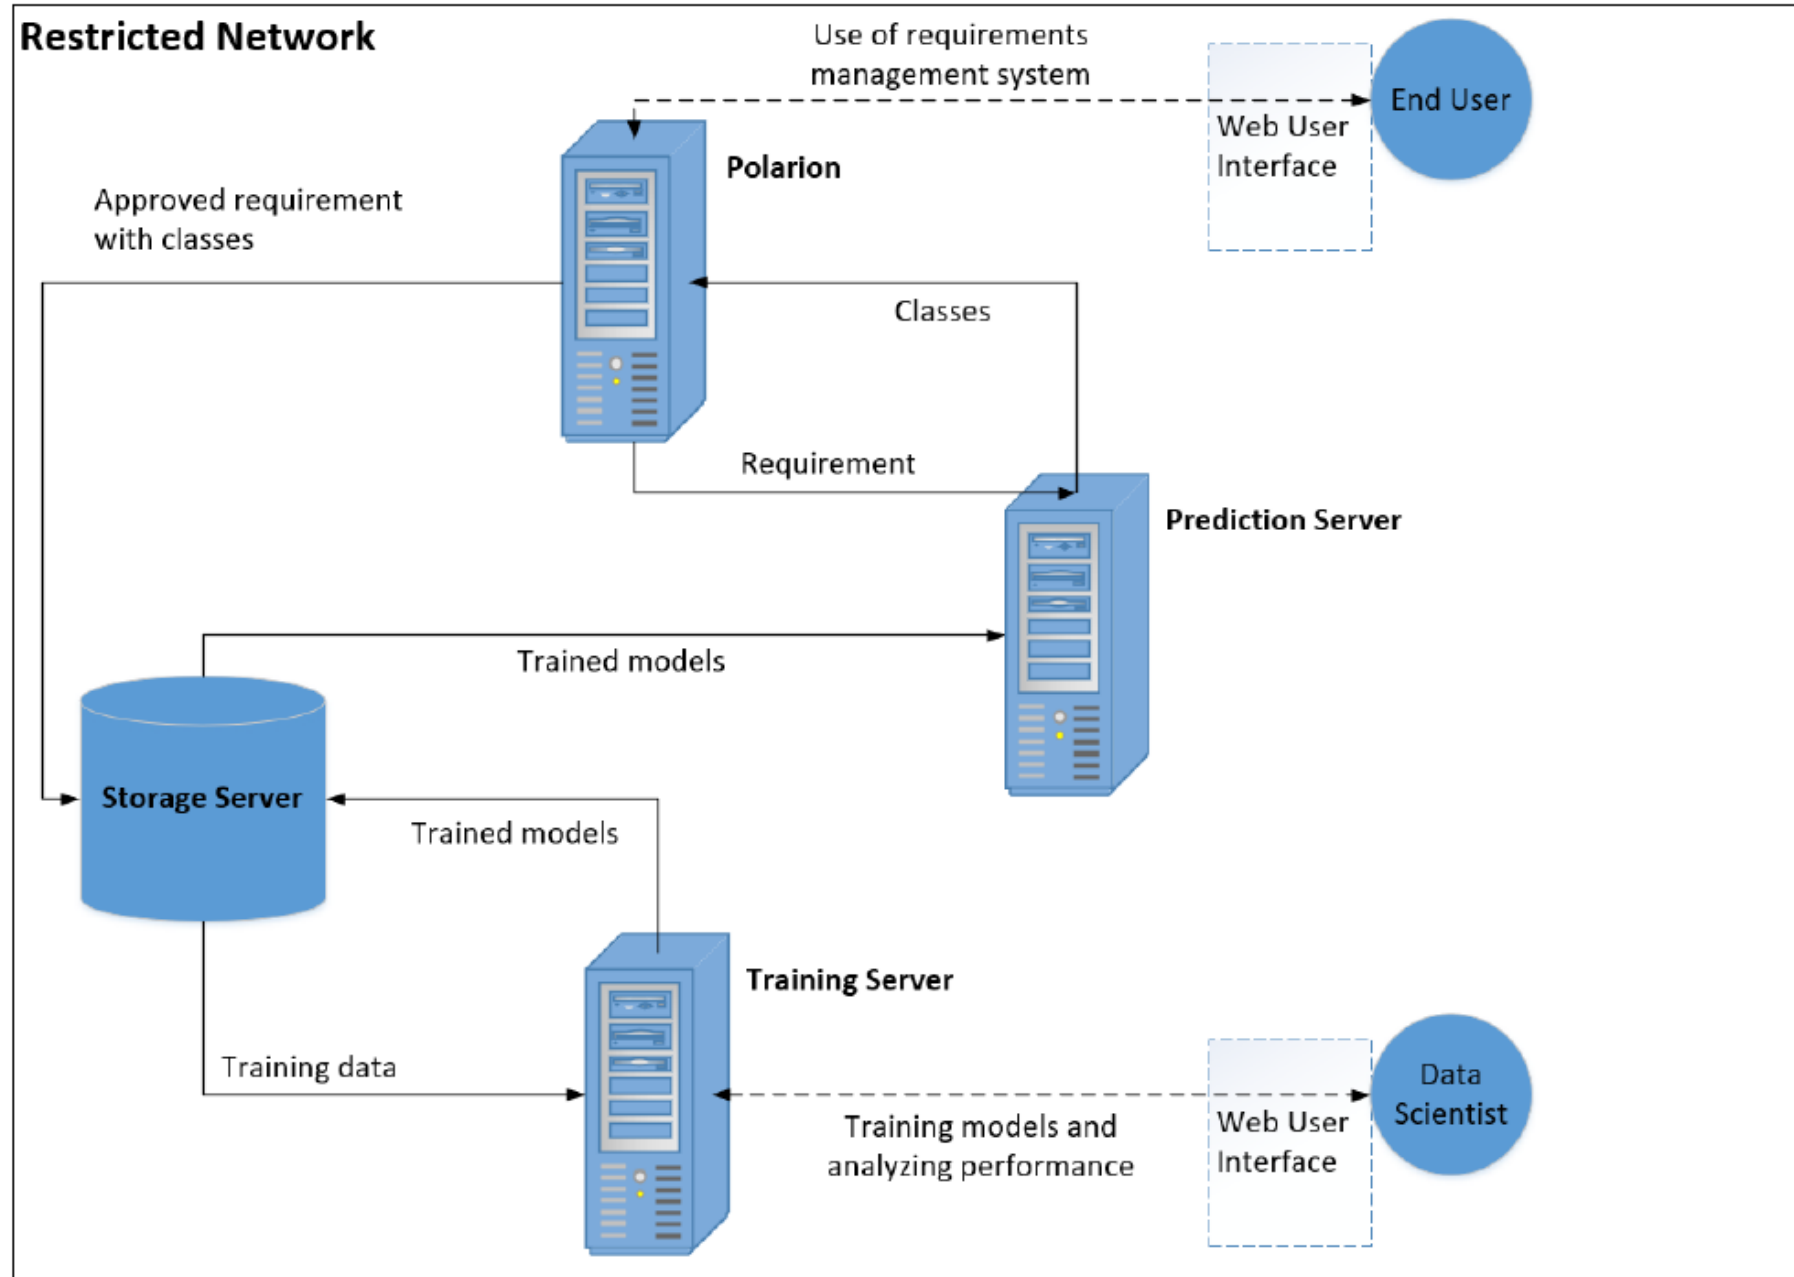 Restricted Network
Use of requirements
management system
End User
Web User
Interface
Polarion
Approved requirement
with classes
Classes
Requirement
Prediction Server
Trained models
Storage Server
Trained models
Training Server
Training data
Training models and
analyzing performance
Web User
Interface
Data
Scientist